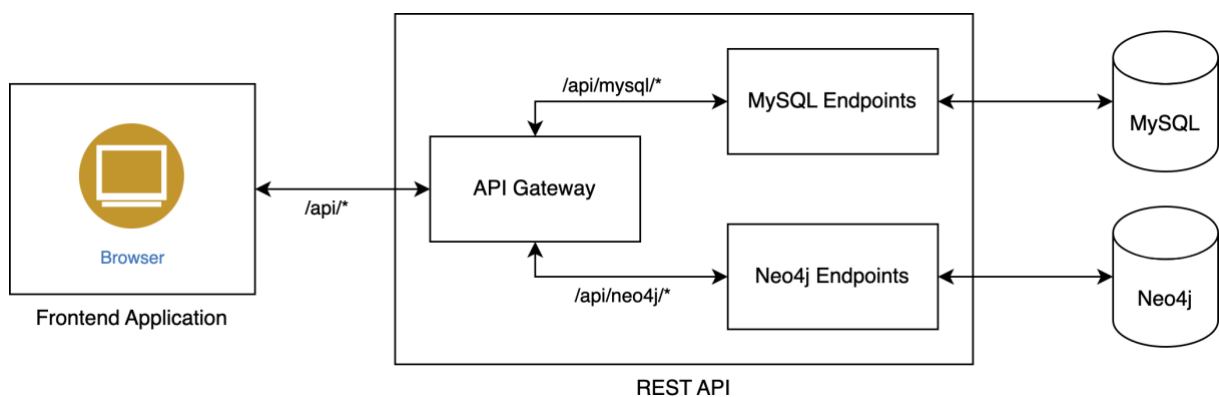 Browser
Frontend Application
/api/*
API Gateway
/api/mysql/*
MySQL Endpoints
MySQL
/api/neo4j/*
Neo4j Endpoints
Neo4j
REST API